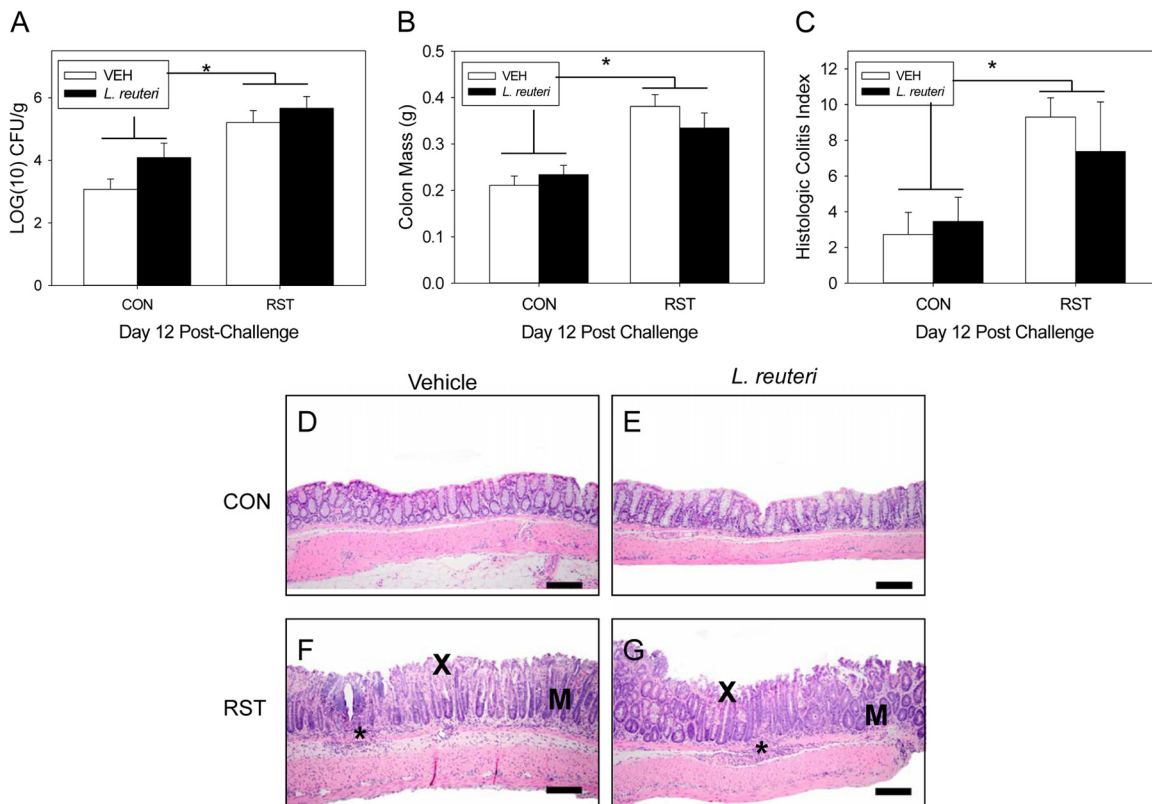 A
VEH
L. reuteri
*
LOG(10) CFU/g
6
4
2
0
CON RST
Day 12 Post-Challenge
B
VEH
L. reuteri
*
Colon Mass (g)
0.5
0.4
0.3
0.2
0.1
0.0
CON RST
Day 12 Post Challenge
C
VEH
L. reuteri
*
Histologic Colitis Index
12
10
8
6
4
2
0
CON RST
Day 12 Post Challenge
Vehicle L. reuteri
CON
D E
RST
F X M *
G X M *